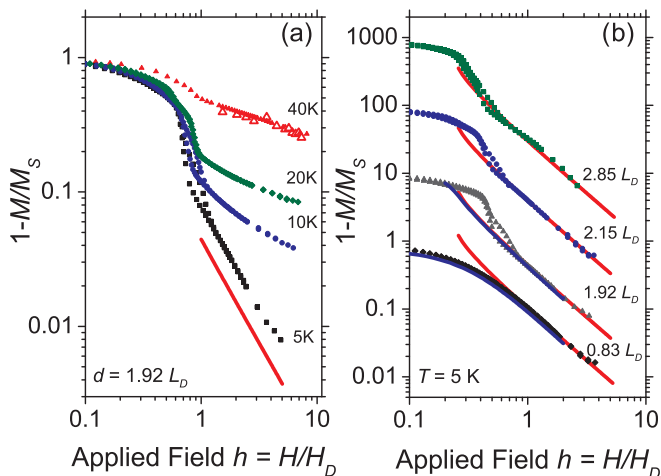 (a)
1
0.1
0.01
1-M/M_S
40K
20K
10K
5K
d = 1.92 L_D
0.1
1
10
Applied Field h = H/H_D
(b)
1000
100
10
1
0.1
0.01
1-M/M_S
2.85 L_D
2.15 L_D
1.92 L_D
0.83 L_D
T = 5 K
0.1
1
10
Applied Field h = H/H_D